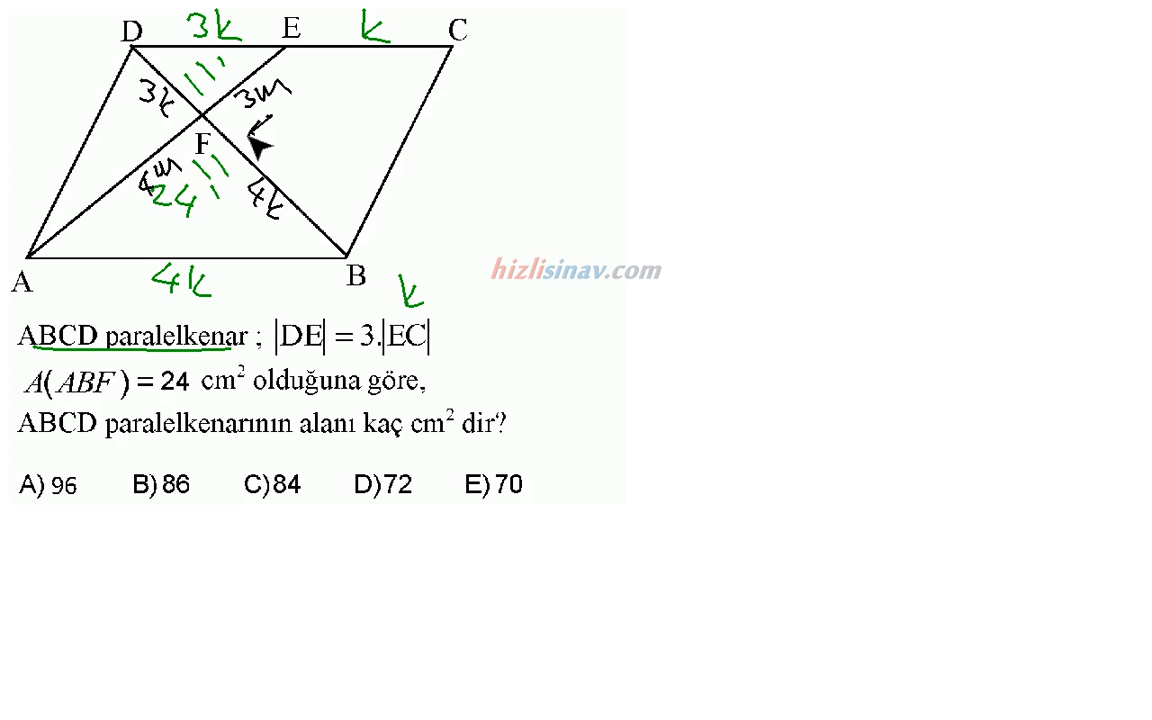 3k k
D E C
3k 3m
F
4m 4k
24
A 4k B
hizlisinav.com
k
ABCD paralelkenar ; |DE| = 3.|EC|
A(ABF) = 24 cm² olduğuna göre,
ABCD paralelkenarının alanı kaç cm² dir?
A) 96 B) 86 C) 84 D) 72 E) 70